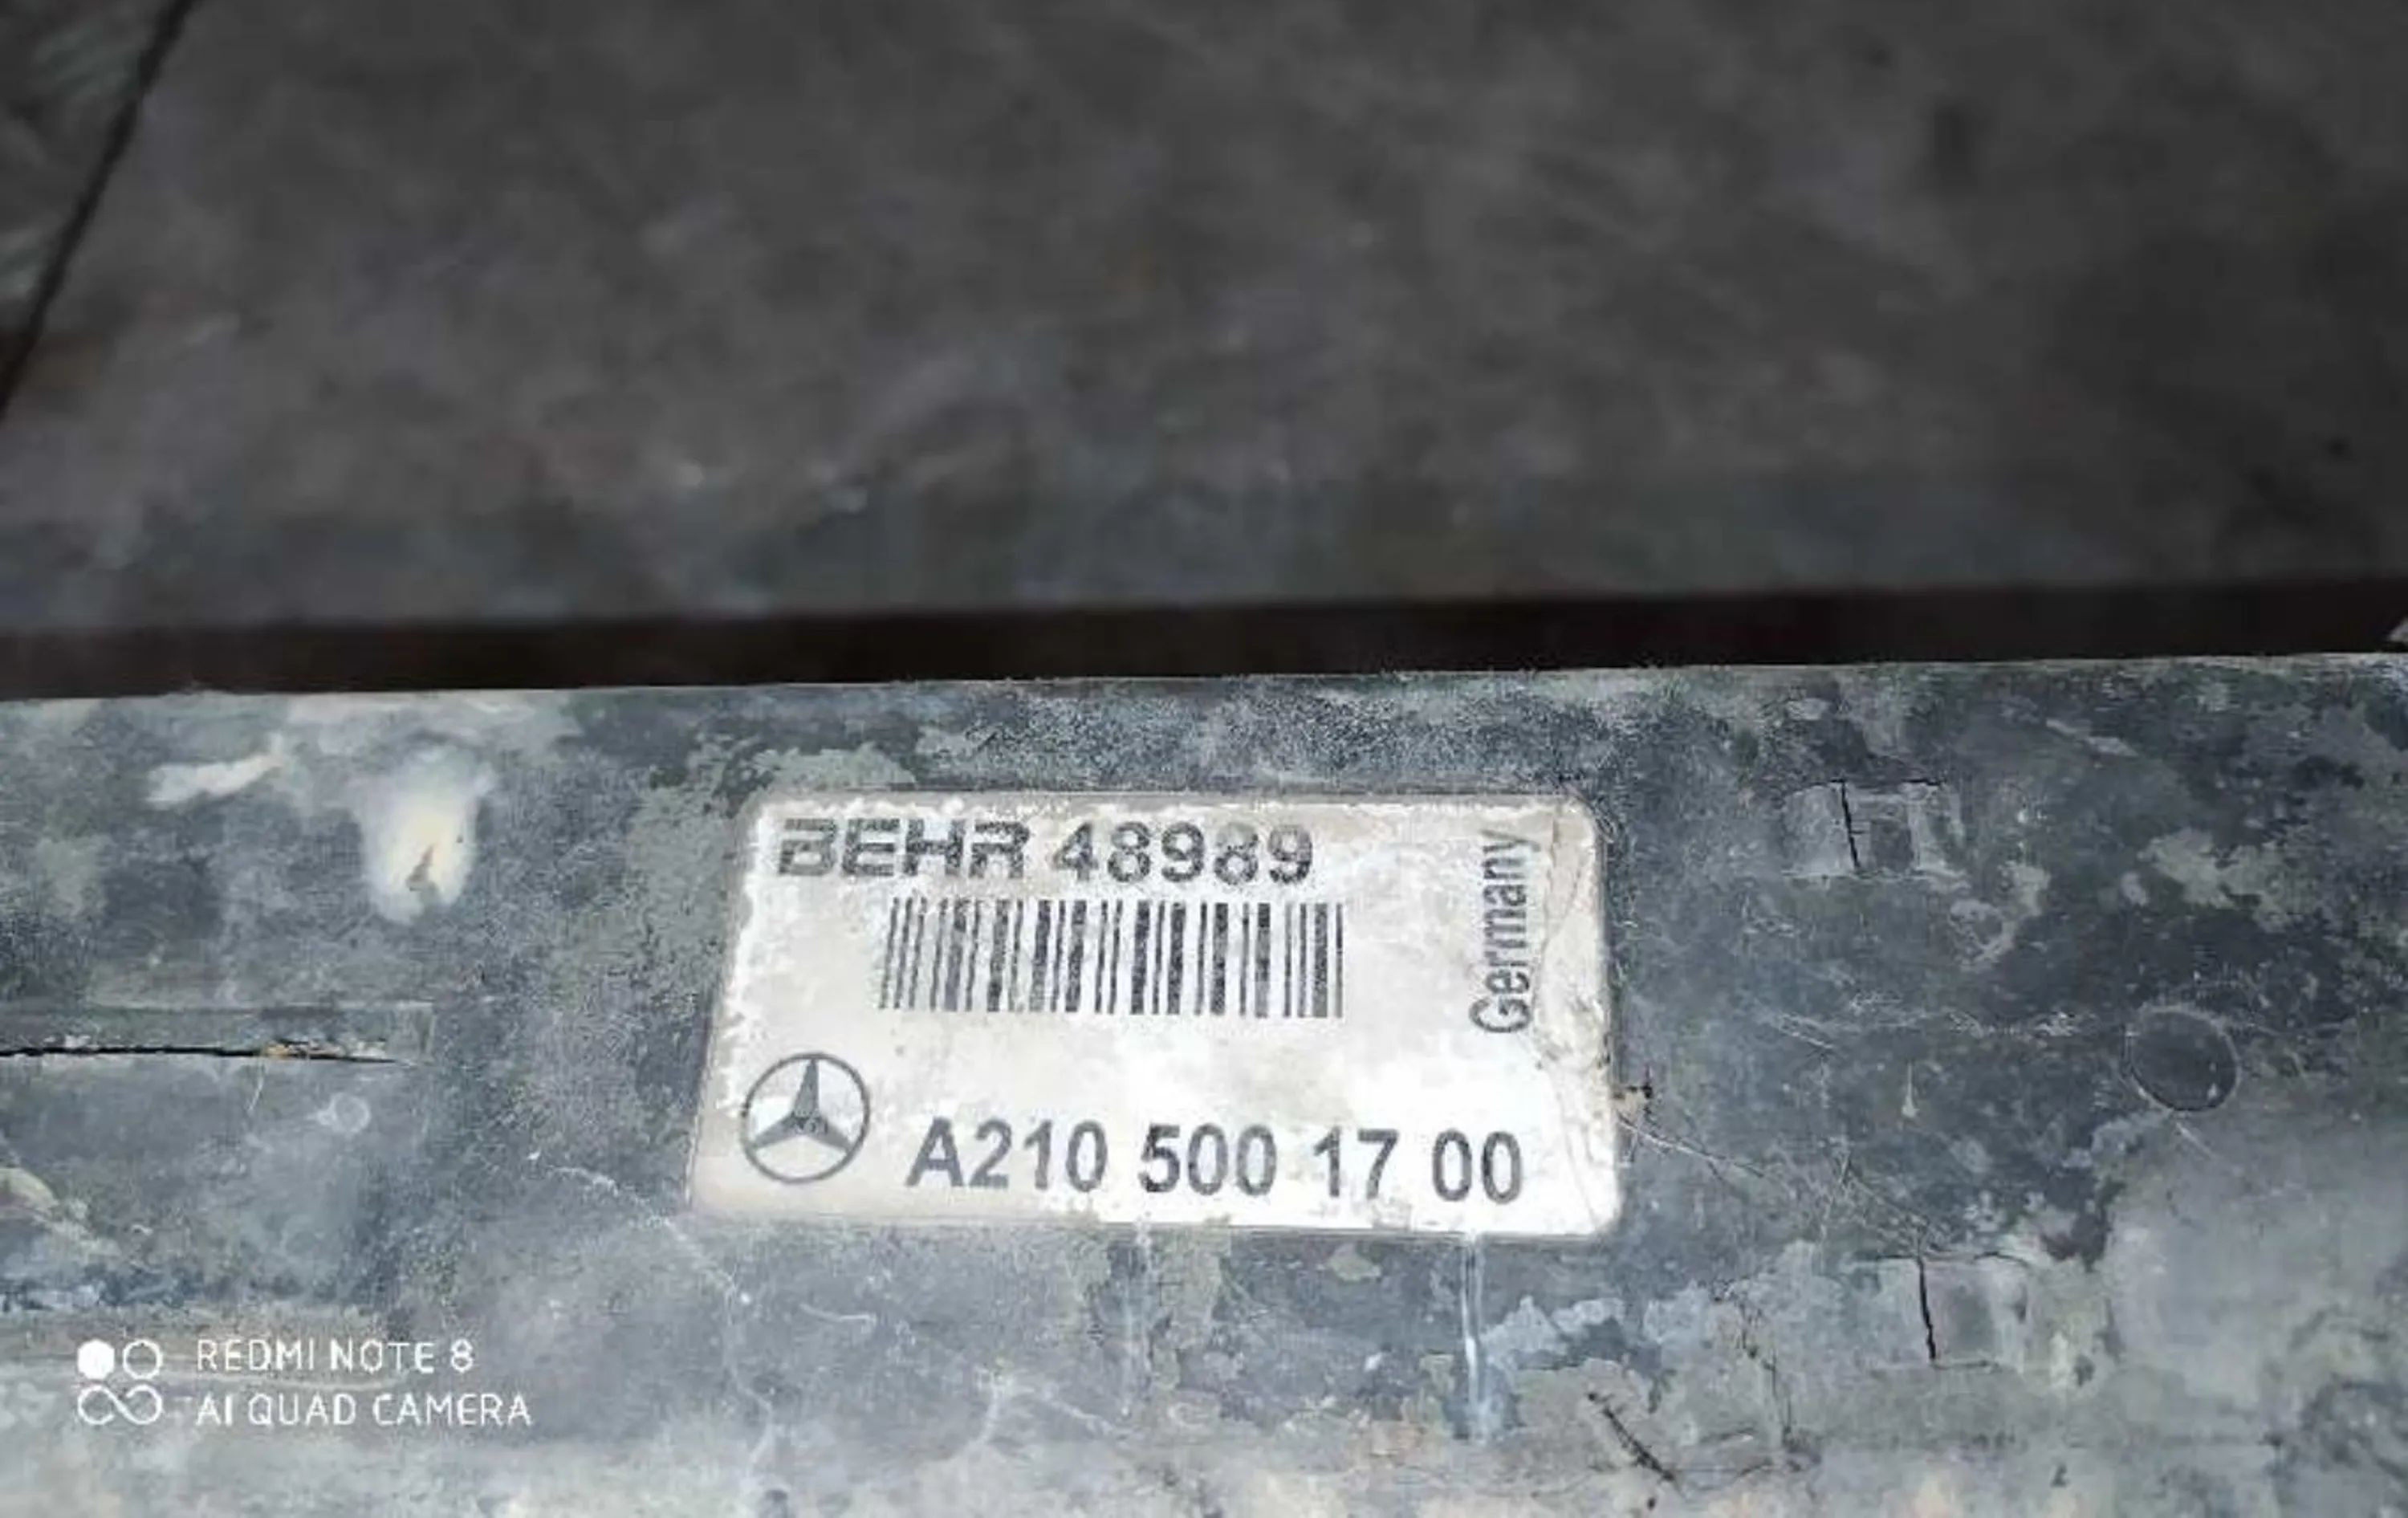 BEHR 48989
Germany
A210 500 17 00
REDMI NOTE 8
AI QUAD CAMERA